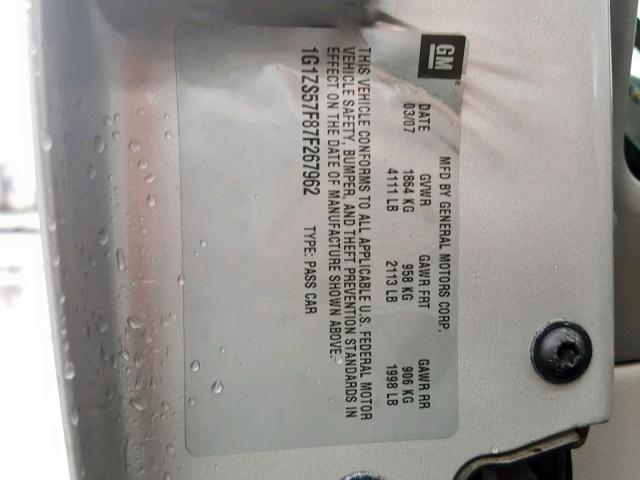 GM
MFD BY GENERAL MOTORS CORP.
DATE GVWR GAWR FRT GAWR RR
03/07 1864 KG 958 KG 906 KG
4111 LB 2113 LB 1998 LB
THIS VEHICLE CONFORMS TO ALL APPLICABLE U.S. FEDERAL MOTOR
VEHICLE SAFETY, BUMPER, AND THEFT PREVENTION STANDARDS IN
EFFECT ON THE DATE OF MANUFACTURE SHOWN ABOVE.
1G1ZS57F87F267962 TYPE: PASS CAR